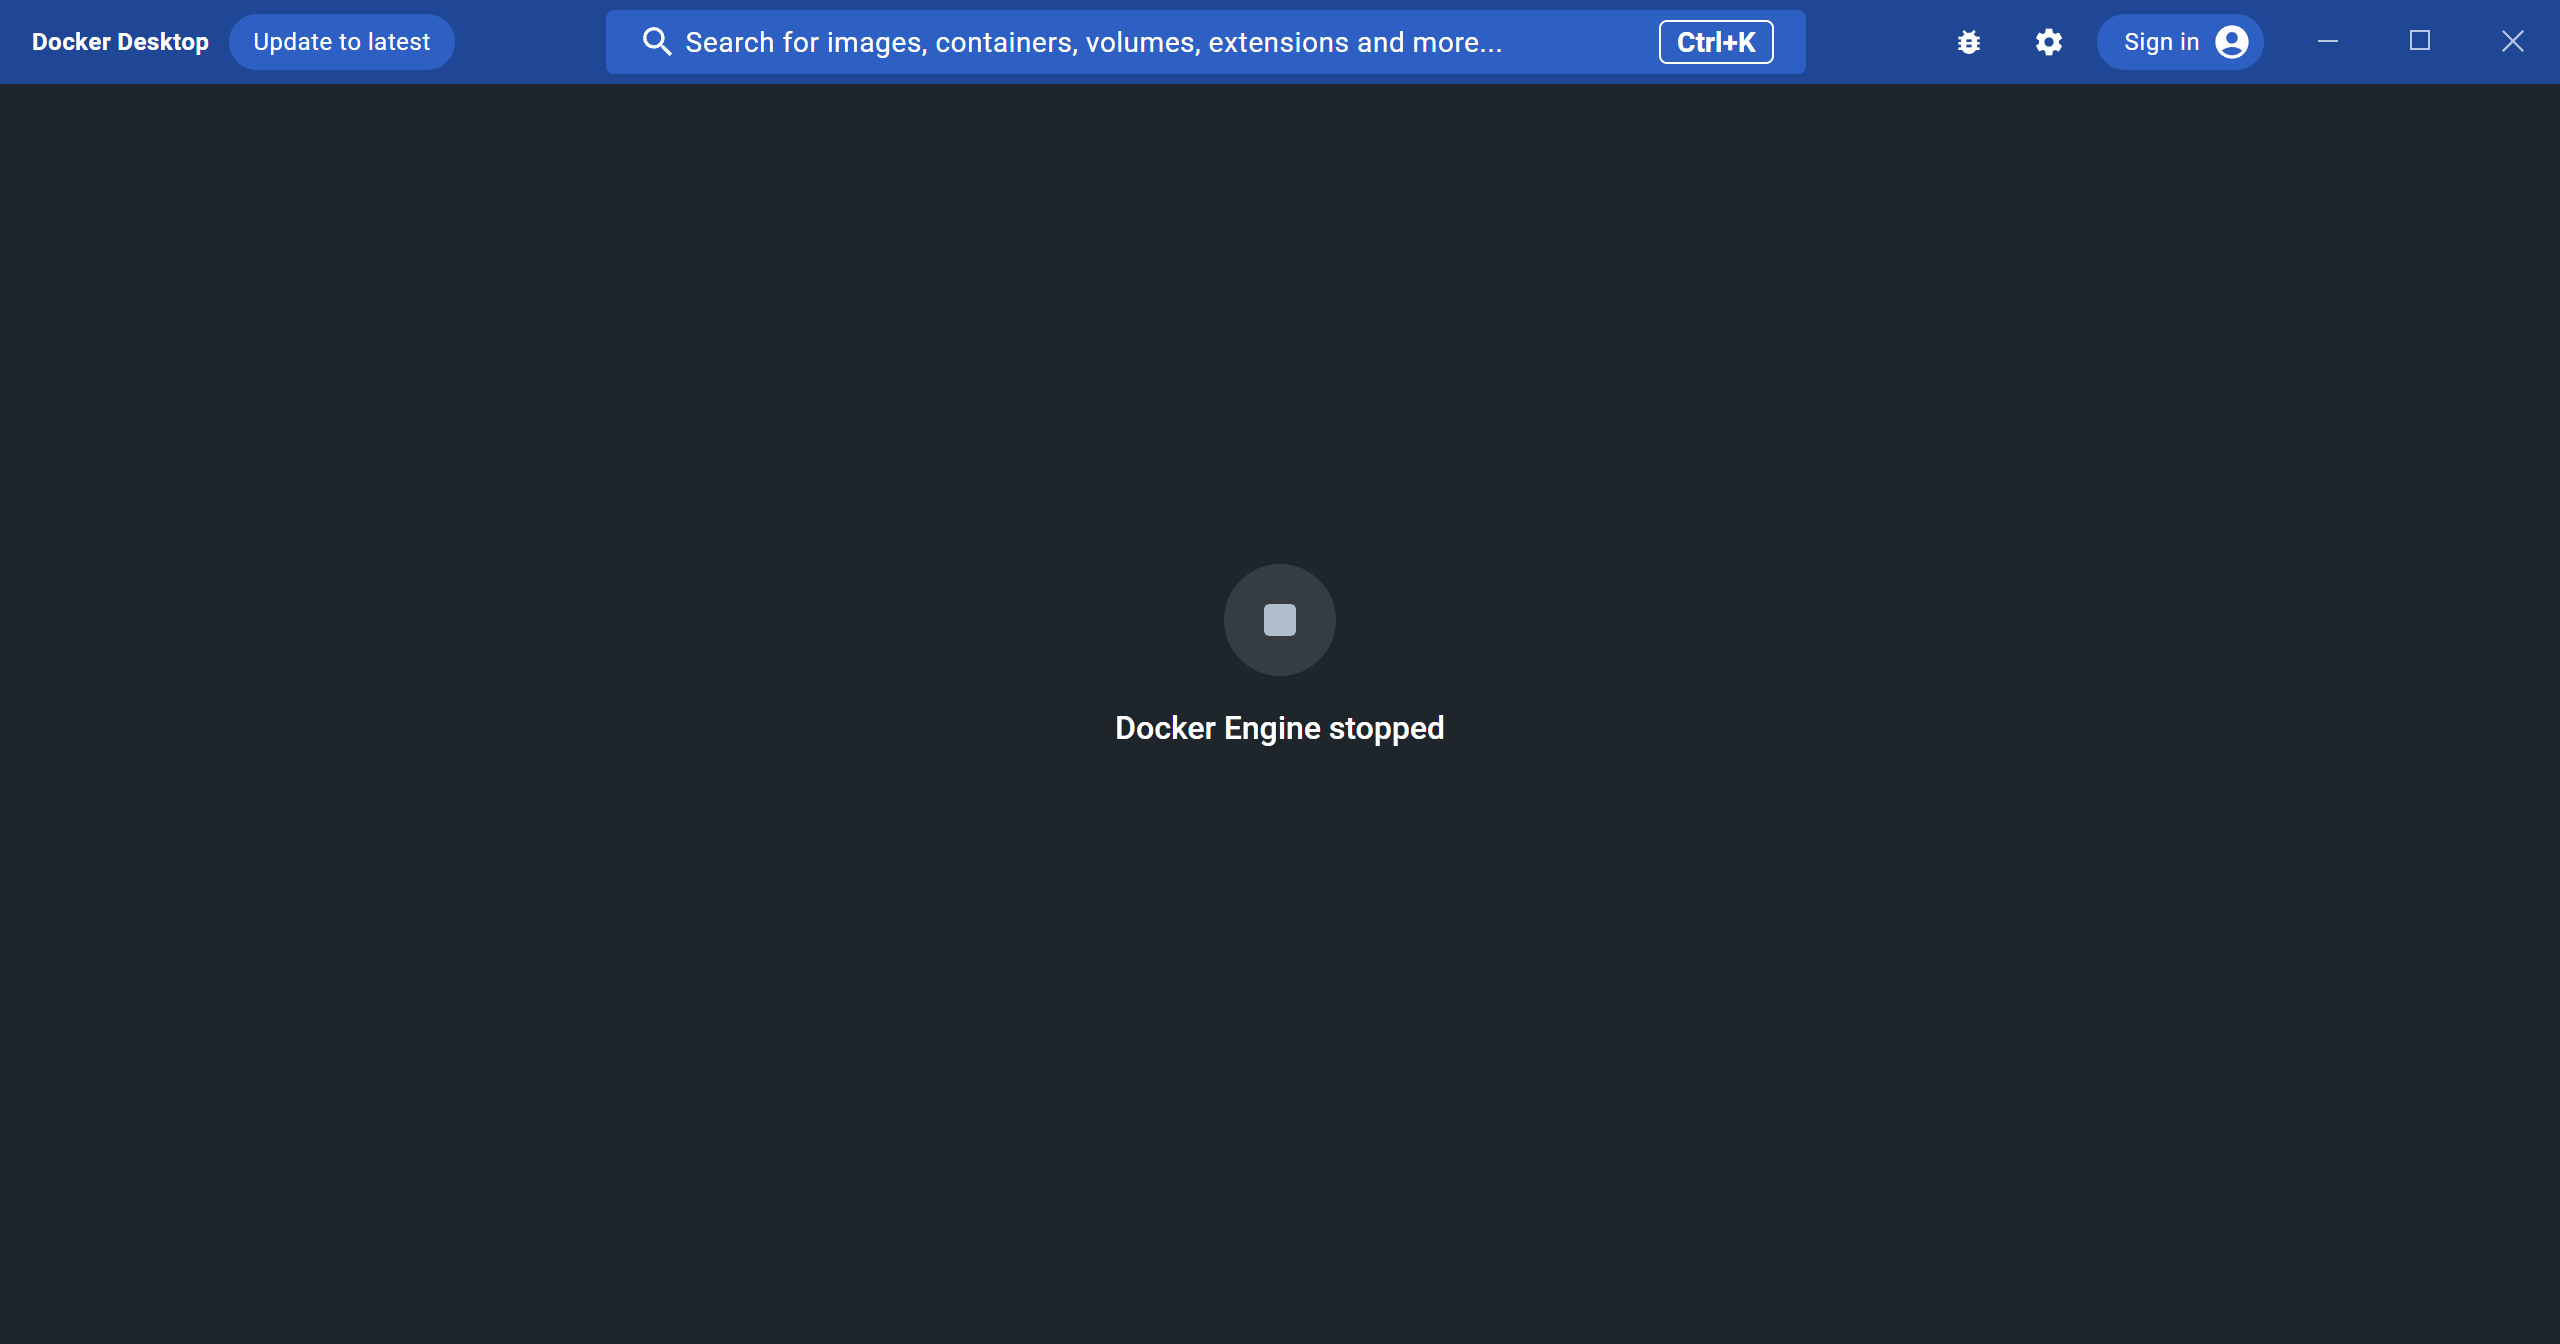 Docker Desktop
Update to latest
Search for images, containers, volumes, extensions and more...
Ctrl+K
Sign in
Docker Engine stopped